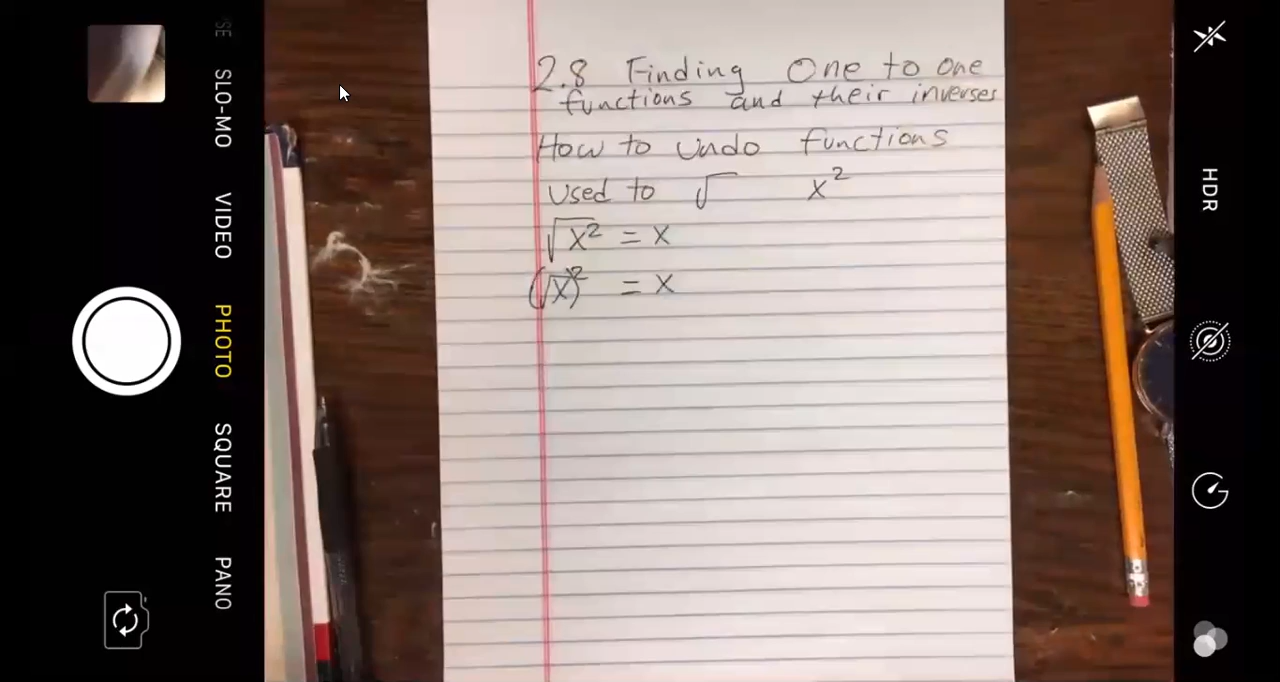 SE
SLO-MO
VIDEO
PHOTO
SQUARE
PANO
2.8 Finding One to one
functions and their inverses
How to undo functions
used to √ x²
√x² = x
(√x)² = x
HDR